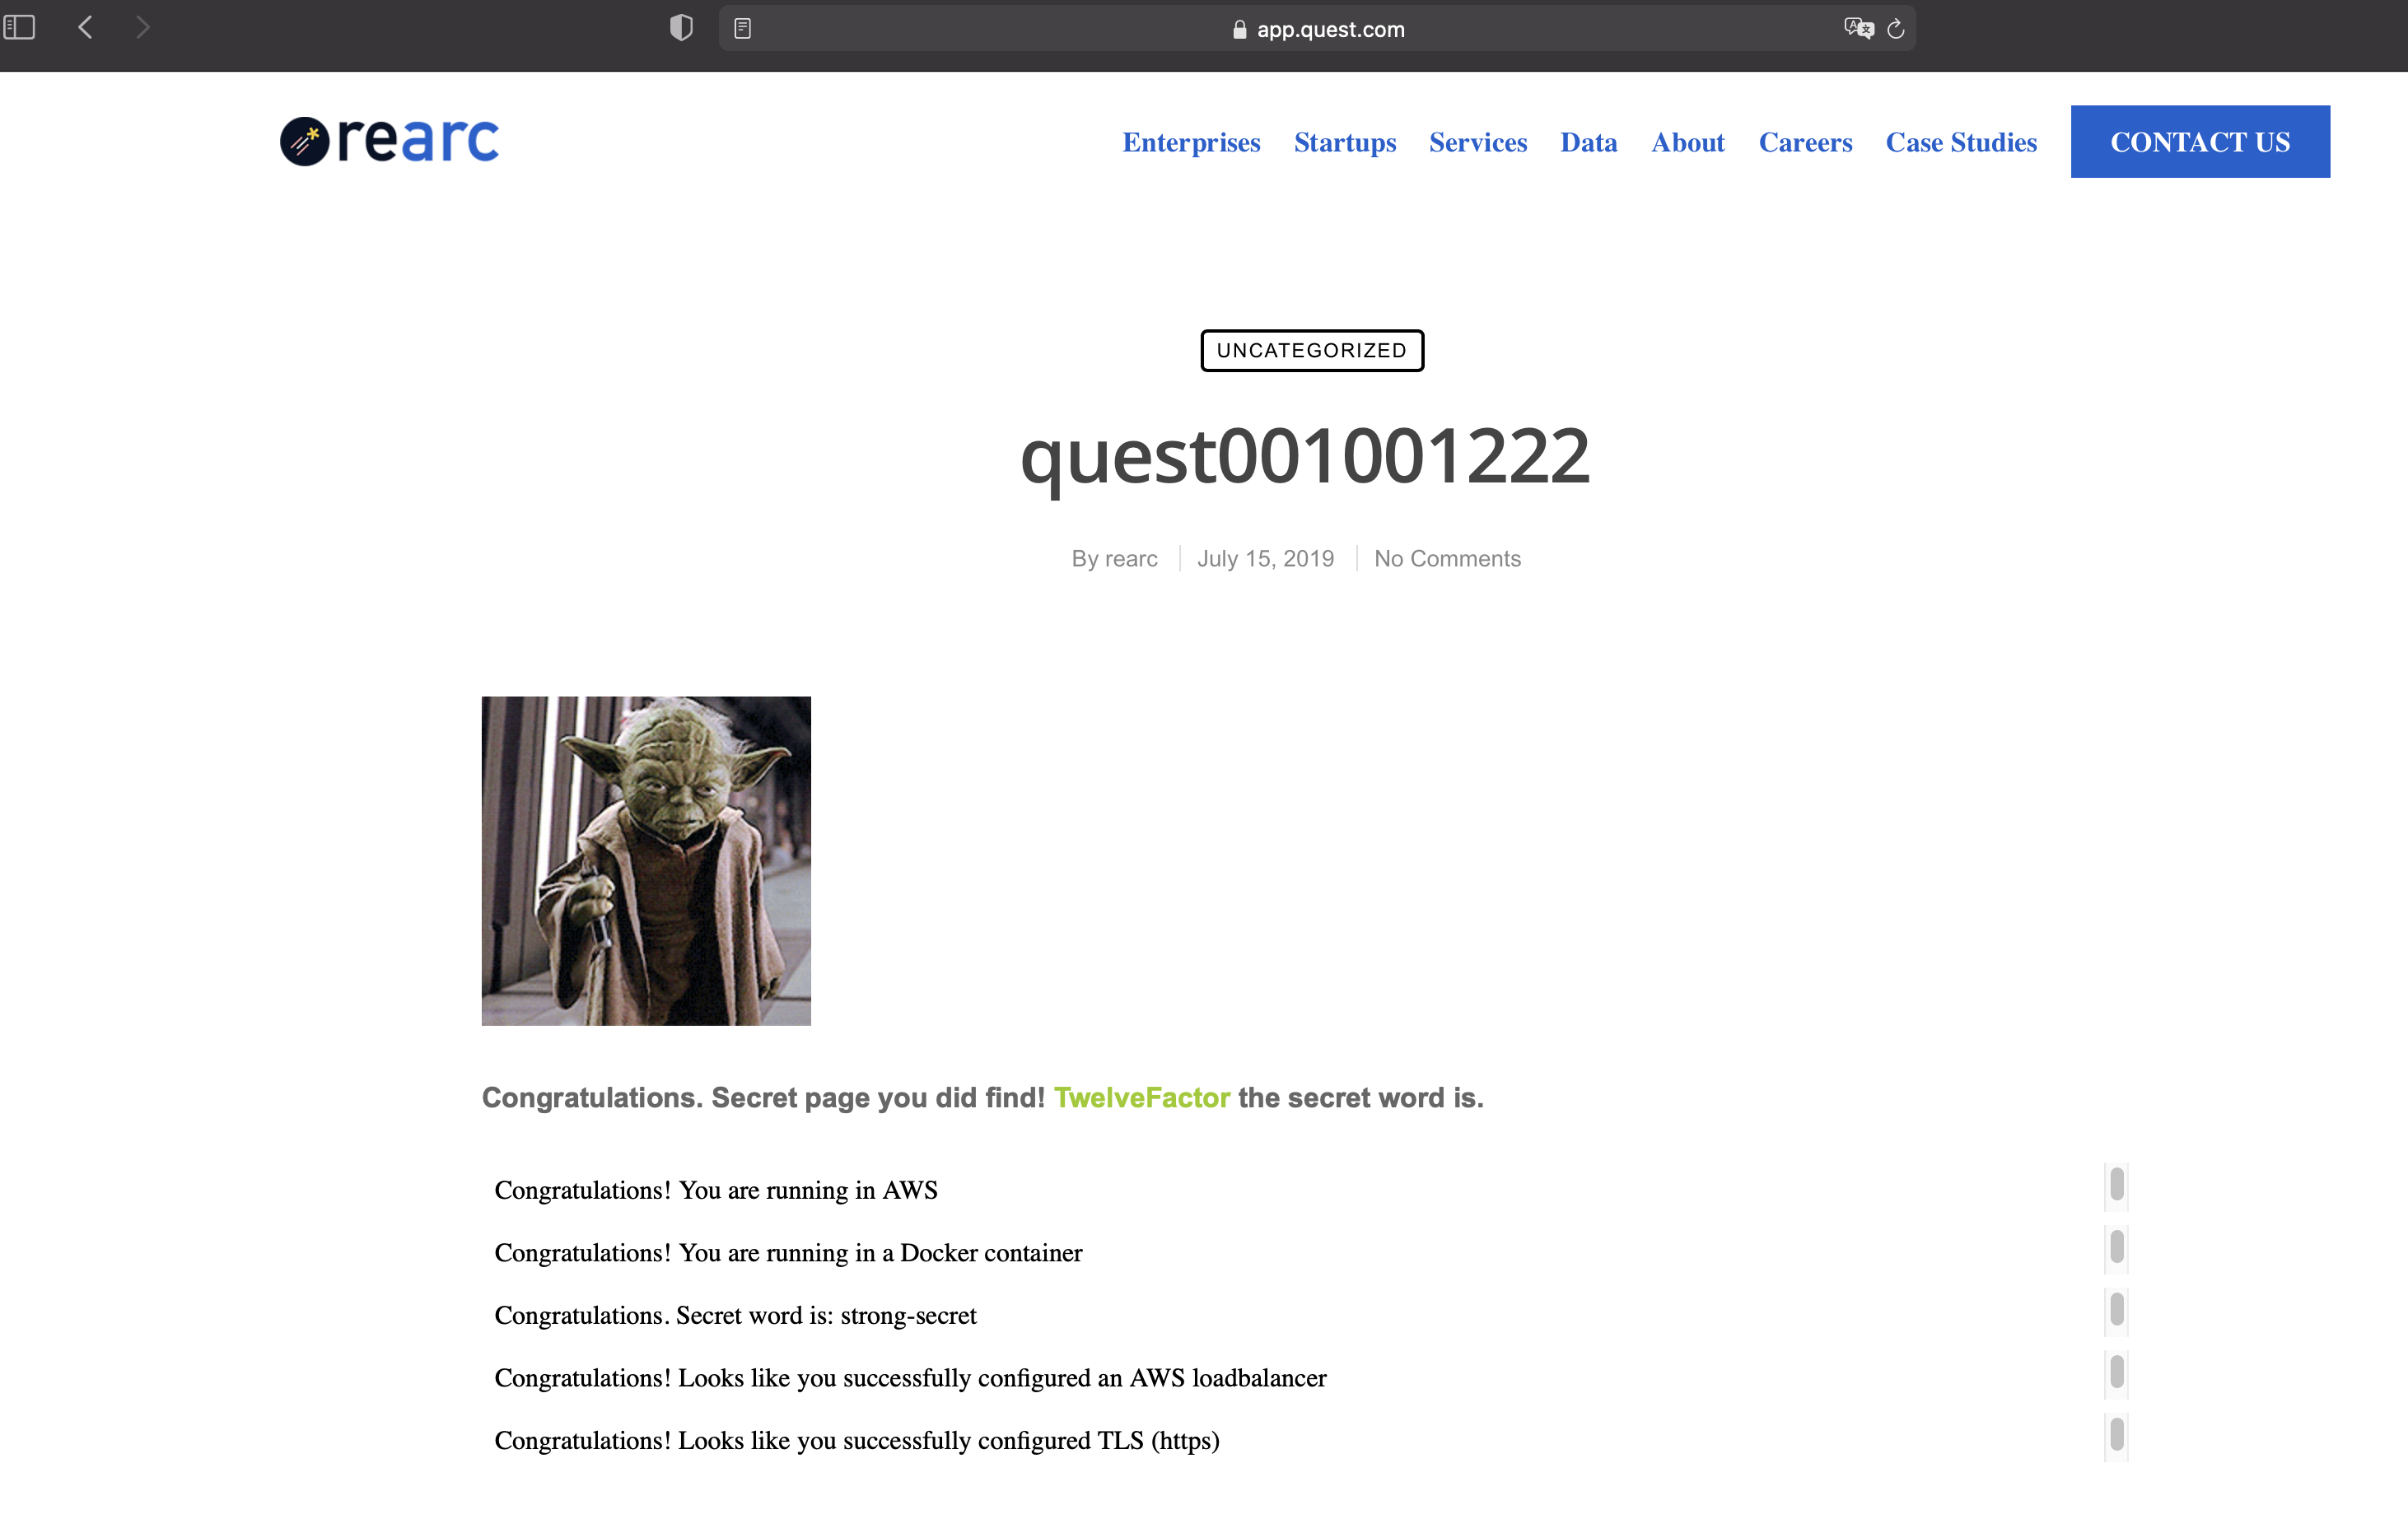 app.quest.com
rearc
Enterprises Startups Services Data About Careers Case Studies CONTACT US
UNCATEGORIZED
quest001001222
By rearc July 15, 2019 No Comments
Congratulations. Secret page you did find! TwelveFactor the secret word is.
Congratulations! You are running in AWS
Congratulations! You are running in a Docker container
Congratulations. Secret word is: strong-secret
Congratulations! Looks like you successfully configured an AWS loadbalancer
Congratulations! Looks like you successfully configured TLS (https)